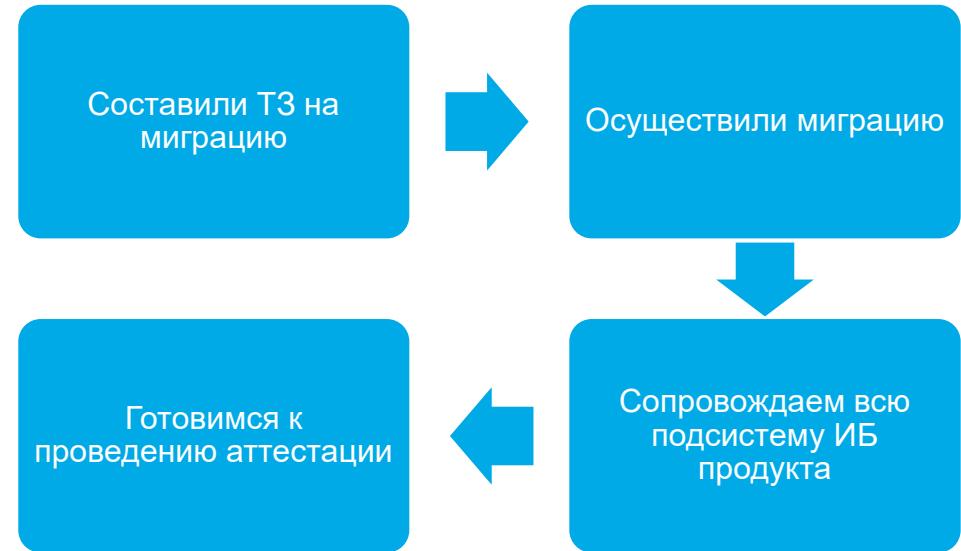 Составили ТЗ на
миграцию
Осуществили миграцию
Сопровождаем всю
подсистему ИБ
продукта
Готовимся к
проведению аттестации